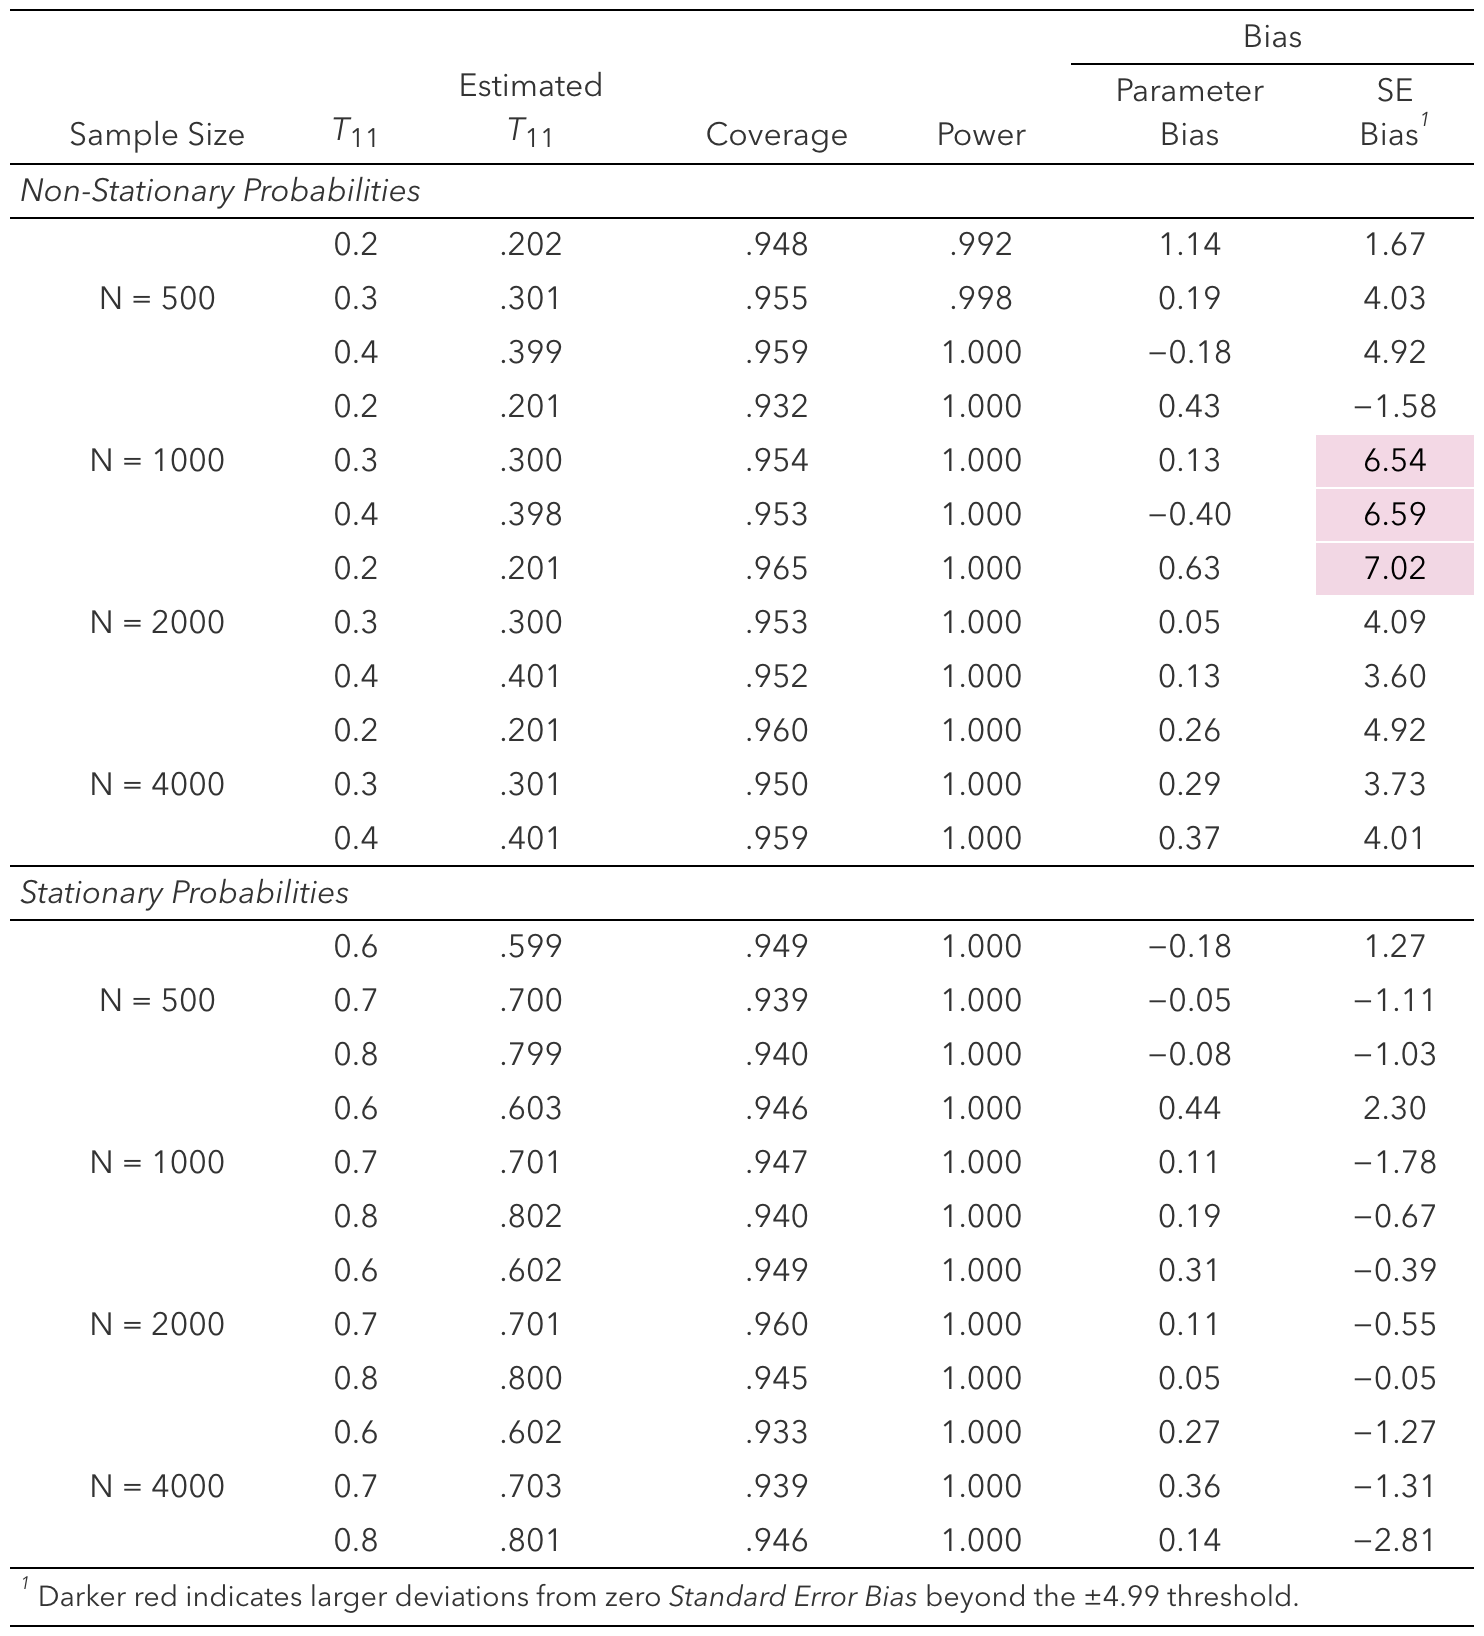 Bias
Sample Size T11 Estimated T11 Coverage Power Parameter Bias SE Bias1
Non-Stationary Probabilities
0.2 .202 .948 .992 1.14 1.67
N = 500 0.3 .301 .955 .998 0.19 4.03
0.4 .399 .959 1.000 −0.18 4.92
0.2 .201 .932 1.000 0.43 −1.58
N = 1000 0.3 .300 .954 1.000 0.13 6.54
0.4 .398 .953 1.000 −0.40 6.59
0.2 .201 .965 1.000 0.63 7.02
N = 2000 0.3 .300 .953 1.000 0.05 4.09
0.4 .401 .952 1.000 0.13 3.60
0.2 .201 .960 1.000 0.26 4.92
N = 4000 0.3 .301 .950 1.000 0.29 3.73
0.4 .401 .959 1.000 0.37 4.01
Stationary Probabilities
0.6 .599 .949 1.000 −0.18 1.27
N = 500 0.7 .700 .939 1.000 −0.05 −1.11
0.8 .799 .940 1.000 −0.08 −1.03
0.6 .603 .946 1.000 0.44 2.30
N = 1000 0.7 .701 .947 1.000 0.11 −1.78
0.8 .802 .940 1.000 0.19 −0.67
0.6 .602 .949 1.000 0.31 −0.39
N = 2000 0.7 .701 .960 1.000 0.11 −0.55
0.8 .800 .945 1.000 0.05 −0.05
0.6 .602 .933 1.000 0.27 −1.27
N = 4000 0.7 .703 .939 1.000 0.36 −1.31
0.8 .801 .946 1.000 0.14 −2.81
1 Darker red indicates larger deviations from zero Standard Error Bias beyond the ±4.99 threshold.